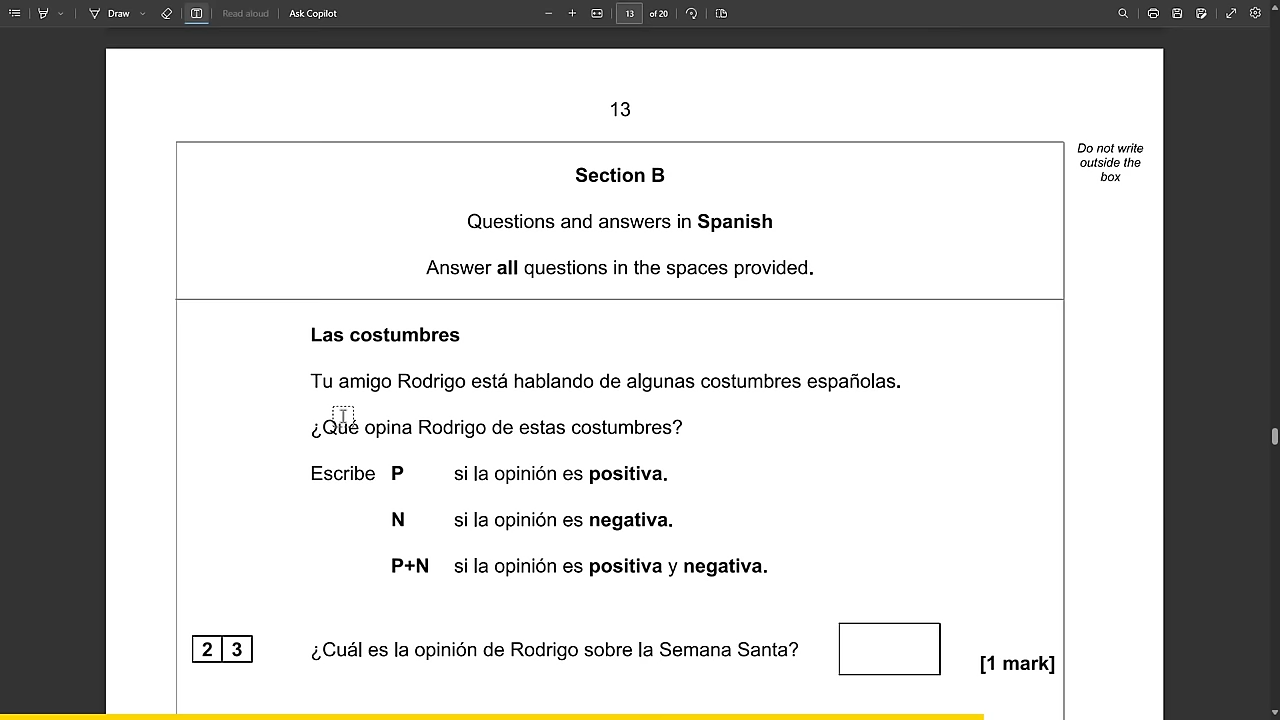 Draw
Read aloud
Ask Copilot
13
of 20
13
Do not write
outside the
box
Section B
Questions and answers in Spanish
Answer all questions in the spaces provided.
Las costumbres
Tu amigo Rodrigo está hablando de algunas costumbres españolas.
¿Qué opina Rodrigo de estas costumbres?
Escribe P si la opinión es positiva.
N si la opinión es negativa.
P+N si la opinión es positiva y negativa.
2 3 ¿Cuál es la opinión de Rodrigo sobre la Semana Santa?
[1 mark]